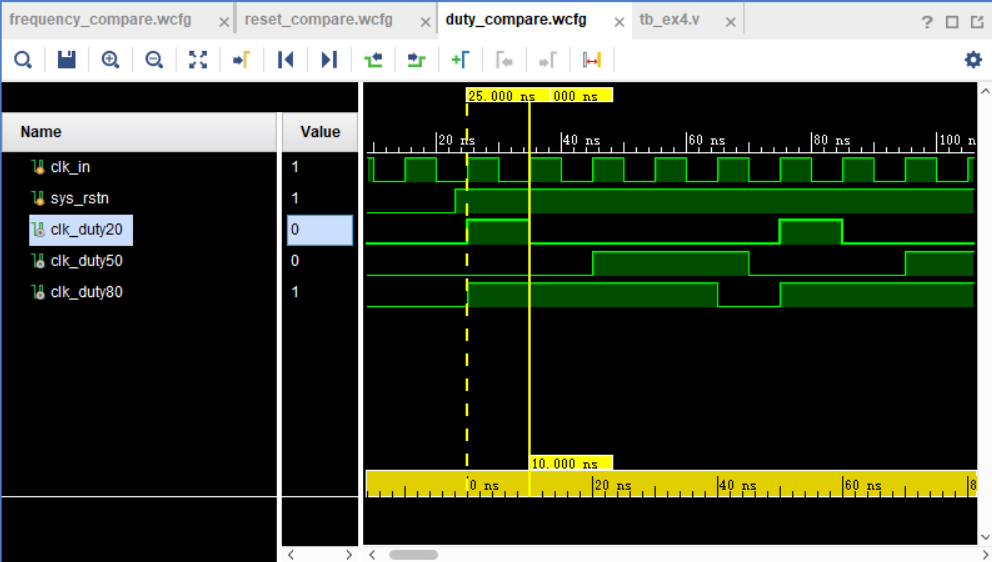 frequency_compare.wcfg reset_compare.wcfg duty_compare.wcfg tb_ex4.v
25.000 ns 000 ns
Name Value
20 ns 40 ns 60 ns 80 ns 100 n
clk_in 1
sys_rstn 1
clk_duty20 0
clk_duty50 0
clk_duty80 1
10.000 ns
0 ns 20 ns 40 ns 60 ns 8